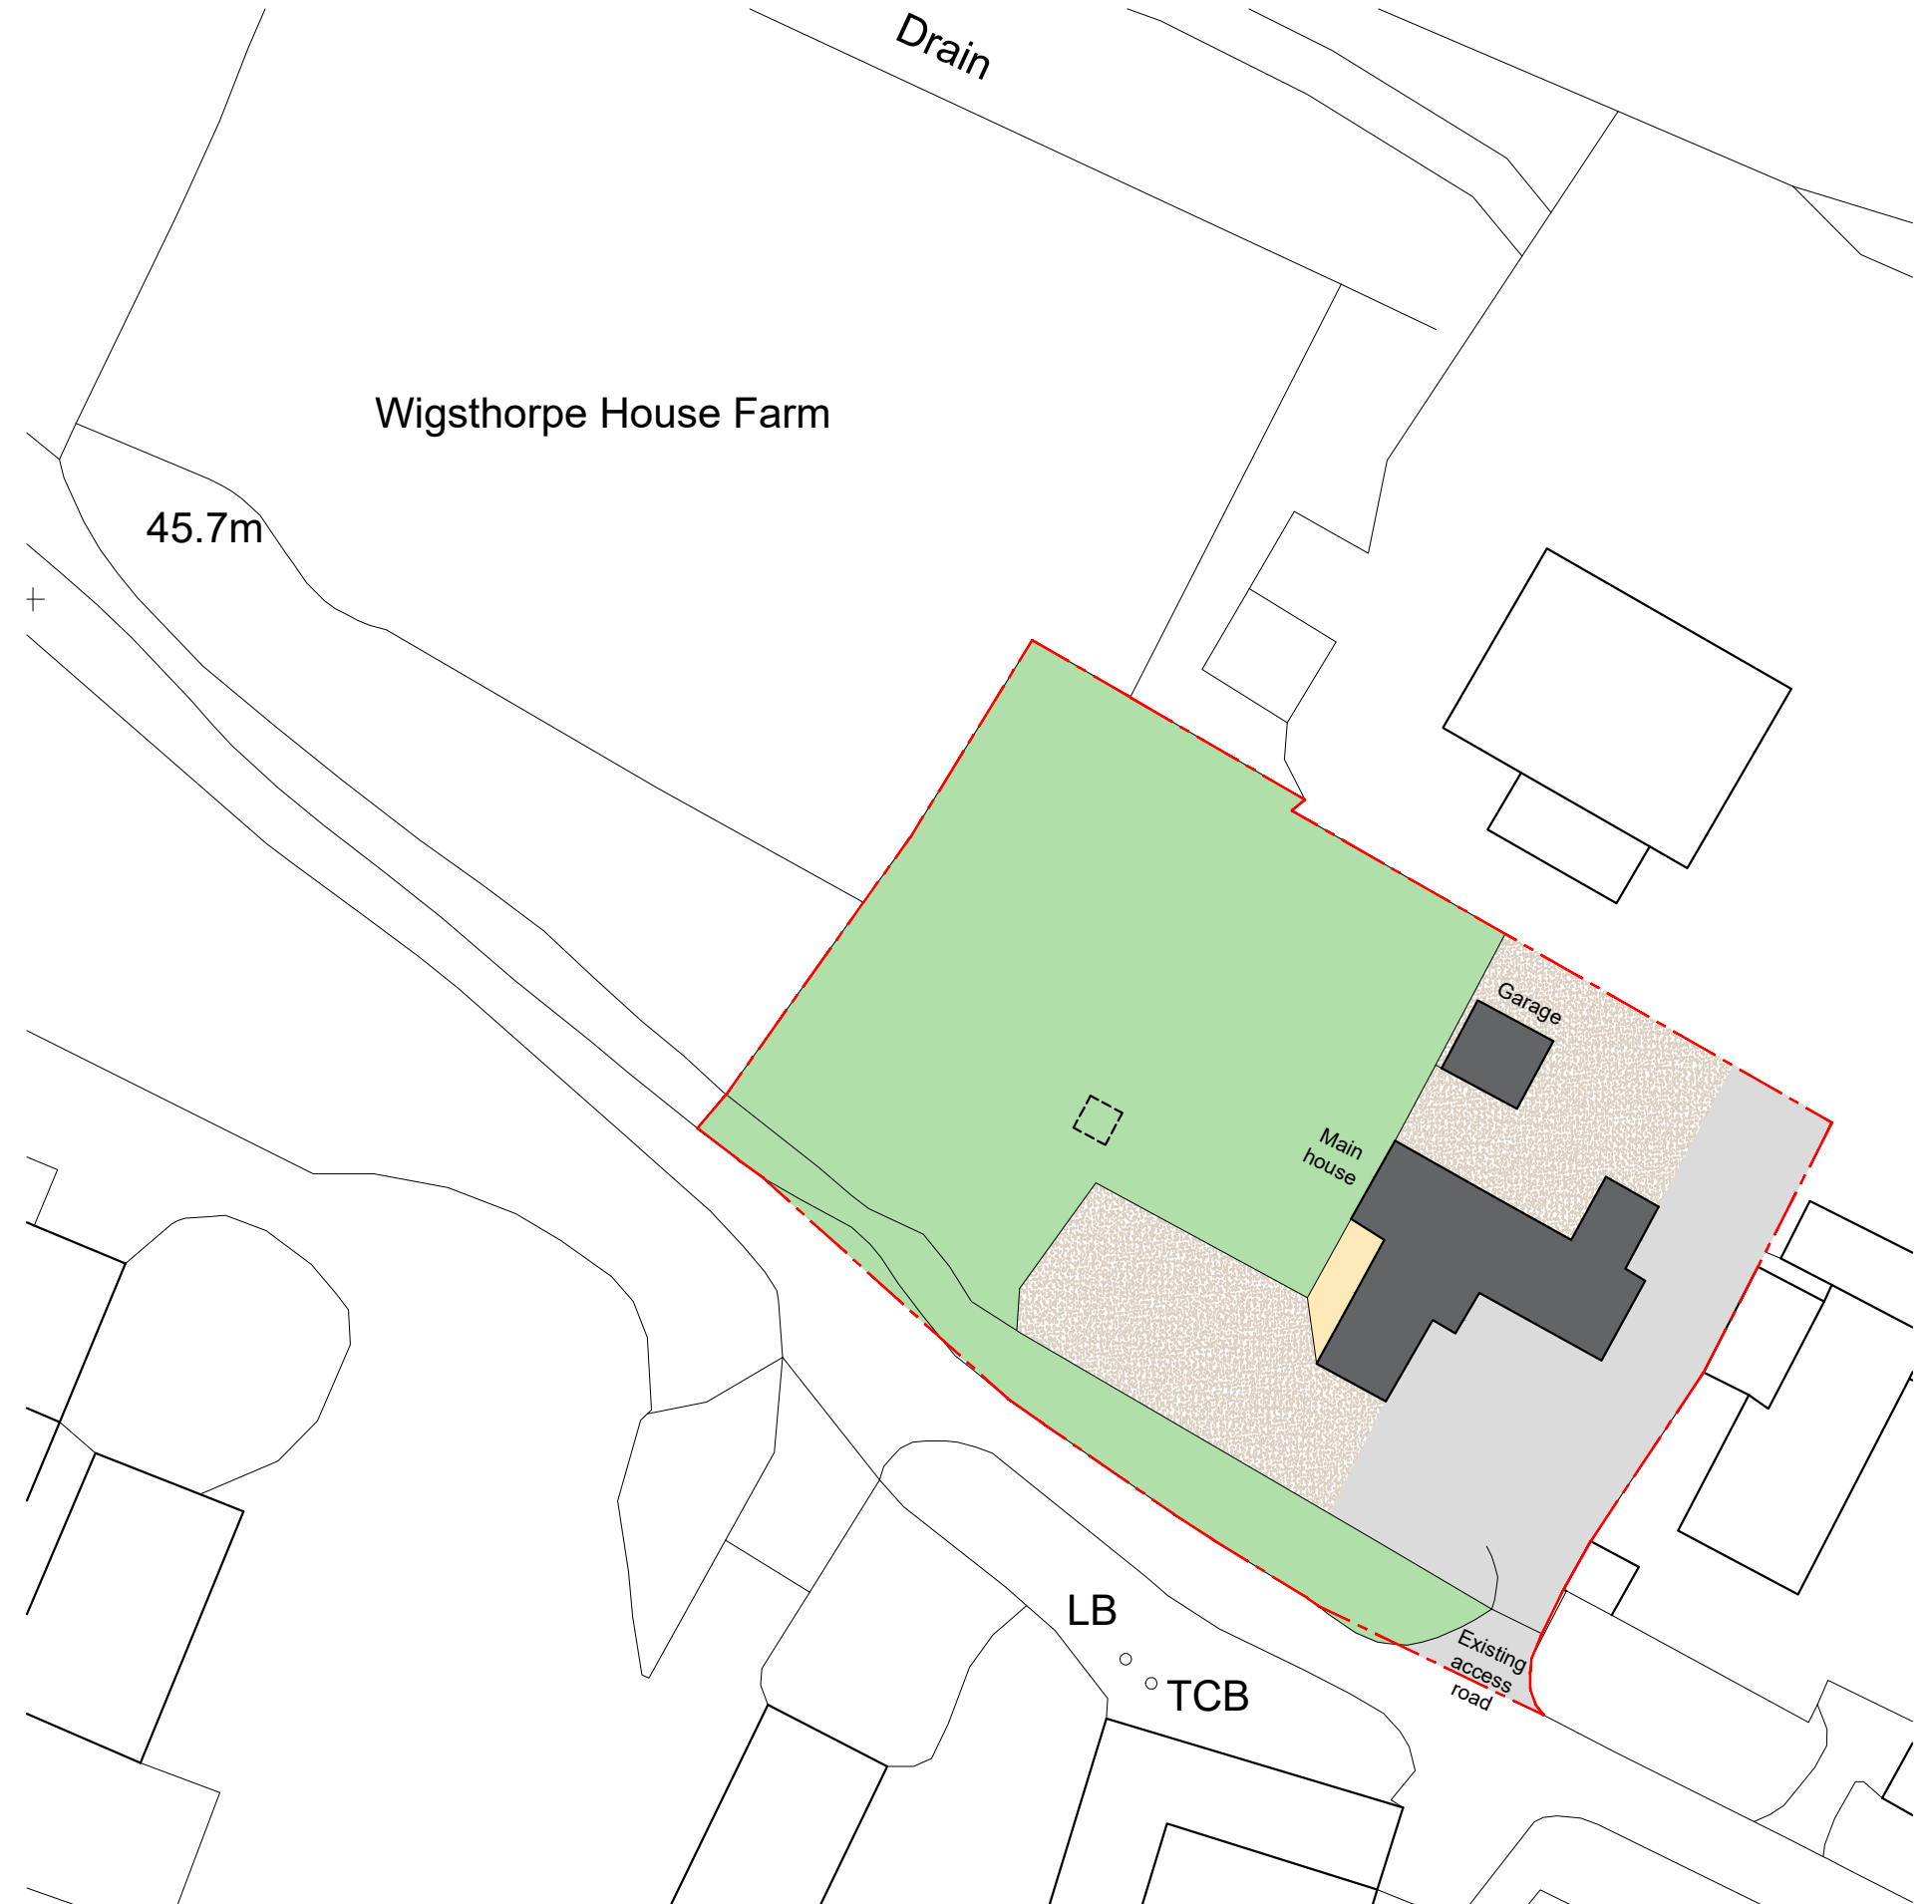 Drain
Wigsthorpe House Farm
45.7m
Garage
Main
house
LB
TCB
Existing
access
road